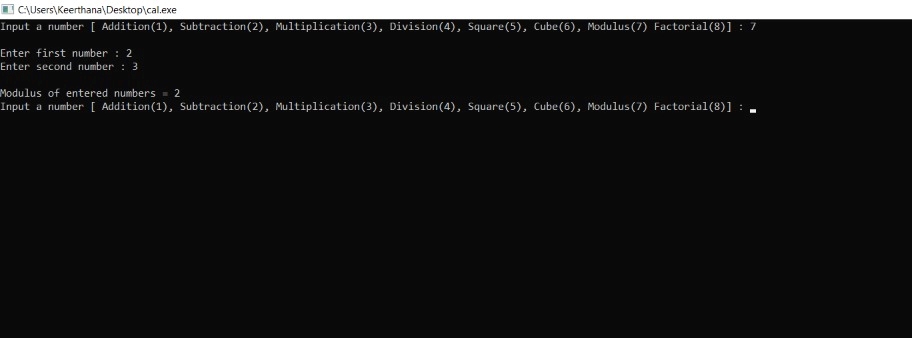 C:\Users\Keerthana\Desktop\cal.exe
Input a number [ Addition(1), Subtraction(2), Multiplication(3), Division(4), Square(5), Cube(6), Modulus(7) Factorial(8)] : 7
Enter first number : 2
Enter second number : 3
Modulus of entered numbers = 2
Input a number [ Addition(1), Subtraction(2), Multiplication(3), Division(4), Square(5), Cube(6), Modulus(7) Factorial(8)] :